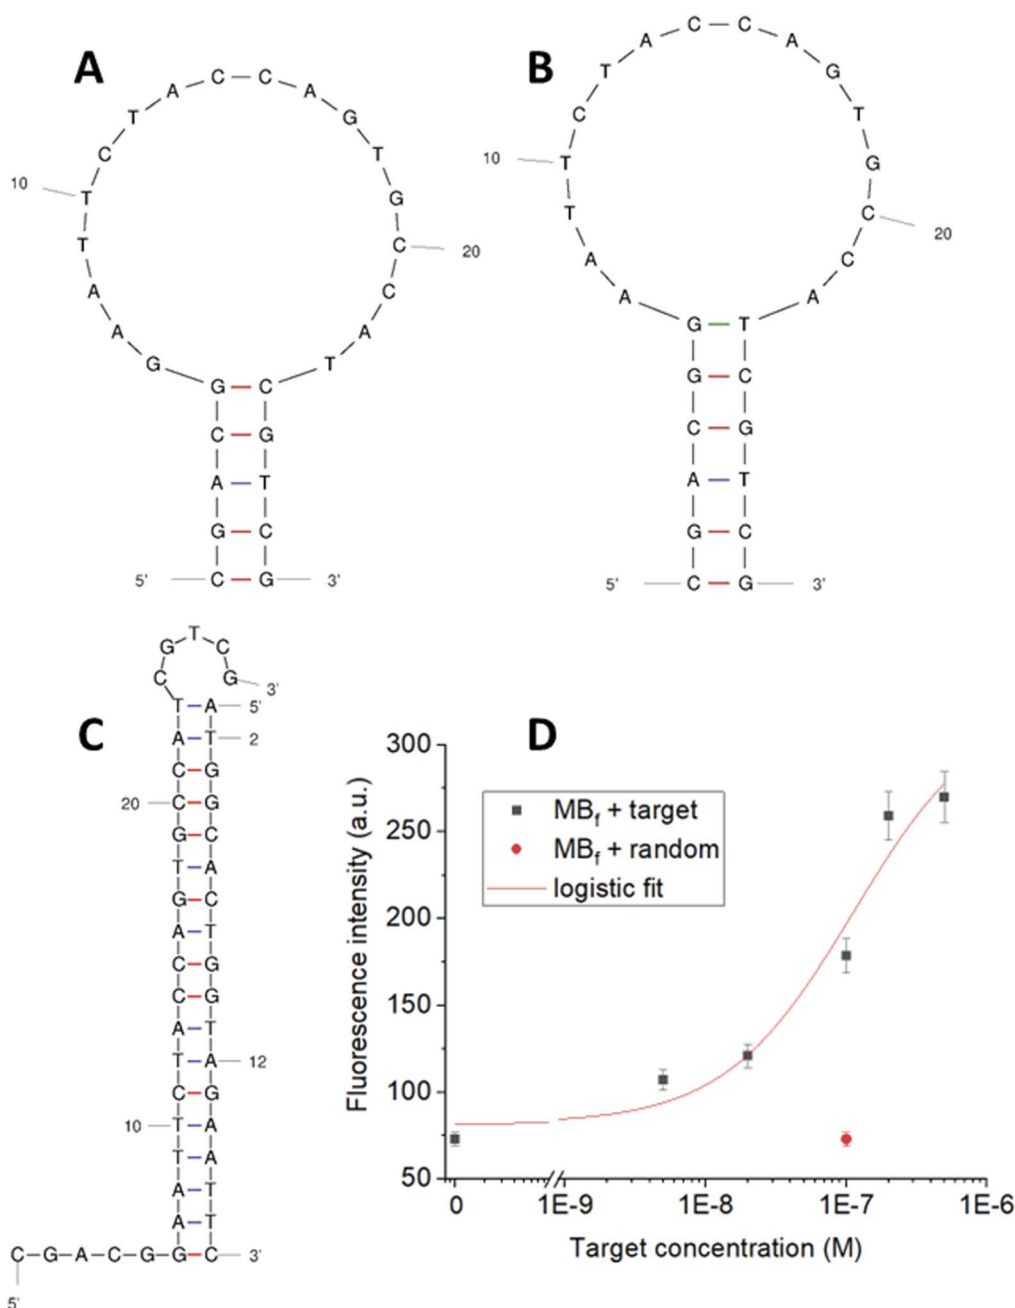 A
5' C G A C G G A A T T C T A C C A G T G C C A T C G T C G 3'
10
20
B
5' C G A C G G A A T T C T A C C A G T G C C A T C G T C G 3'
10
20
C
5' C G A C G G A A T T C T A C C A G T G C C A T C G T C G 3'
10
20
5' A T G G C A C T G G T A G A A T T C 3'
2
12
D
Fluorescence intensity (a.u.)
300
250
200
150
100
50
MBf + target
MBf + random
logistic fit
0 1E-9 1E-8 1E-7 1E-6
Target concentration (M)